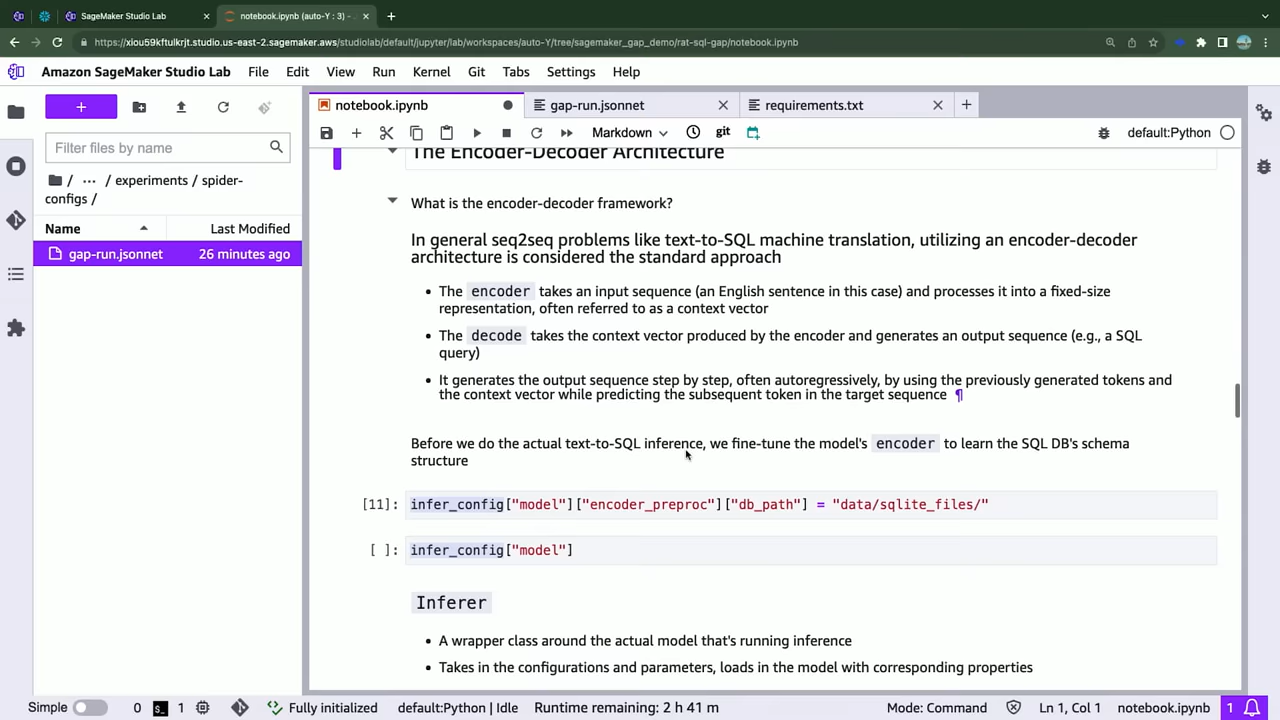 SageMaker Studio Lab
notebook.ipynb (auto-Y : 3) - J
https://xiou59kftulkrjt.studio.us-east-2.sagemaker.aws/studiolab/default/jupyter/lab/workspaces/auto-Y/tree/sagemaker_gap_demo/rat-sql-gap/notebook.ipynb
Amazon SageMaker Studio Lab File Edit View Run Kernel Git Tabs Settings Help
notebook.ipynb gap-run.jsonnet requirements.txt
Markdown git default:Python
Filter files by name
/ ··· / experiments / spider-
configs /
Name Last Modified
gap-run.jsonnet 26 minutes ago
The Encoder-Decoder Architecture
What is the encoder-decoder framework?
In general seq2seq problems like text-to-SQL machine translation, utilizing an encoder-decoder
architecture is considered the standard approach
• The encoder takes an input sequence (an English sentence in this case) and processes it into a fixed-size
representation, often referred to as a context vector
• The decode takes the context vector produced by the encoder and generates an output sequence (e.g., a SQL
query)
• It generates the output sequence step by step, often autoregressively, by using the previously generated tokens and
the context vector while predicting the subsequent token in the target sequence ¶
Before we do the actual text-to-SQL inference, we fine-tune the model's encoder to learn the SQL DB's schema
structure
[11]: infer_config["model"]["encoder_preproc"]["db_path"] = "data/sqlite_files/"
[ ]: infer_config["model"]
Inferer
• A wrapper class around the actual model that's running inference
• Takes in the configurations and parameters, loads in the model with corresponding properties
Simple 0 1 Fully initialized default:Python | Idle Runtime remaining: 2 h 41 m Mode: Command Ln 1, Col 1 notebook.ipynb 1